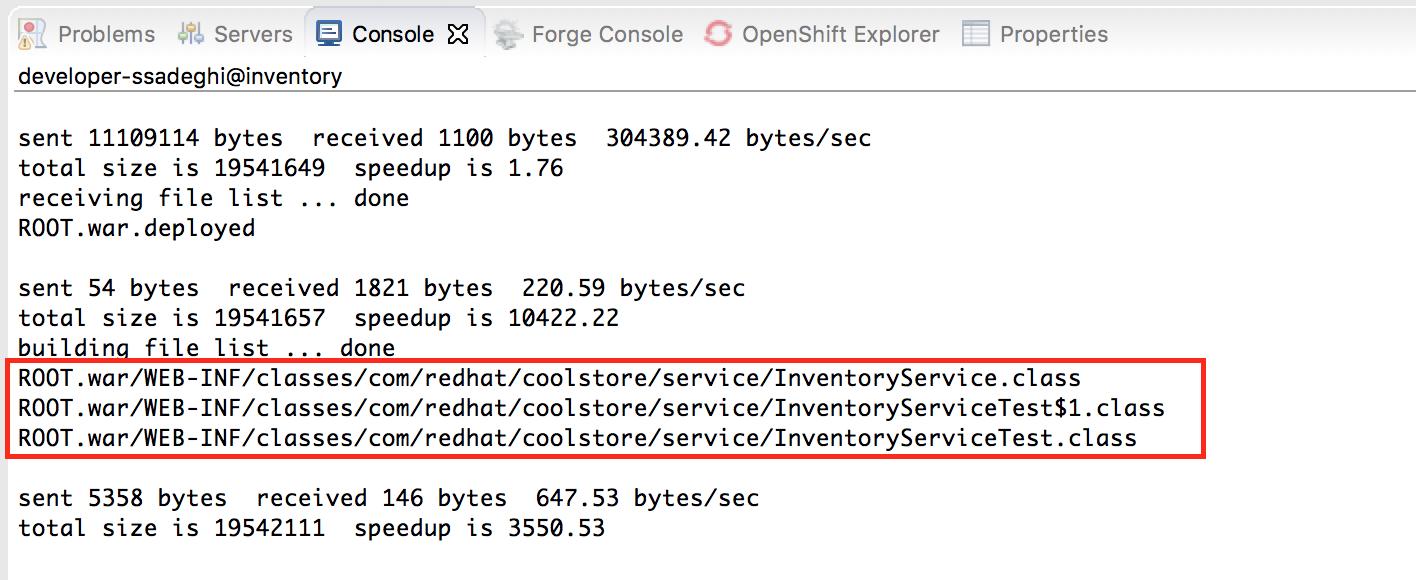 Problems Servers Console Forge Console OpenShift Explorer Properties
developer-ssadeghi@inventory
sent 11109114 bytes  received 1100 bytes  304389.42 bytes/sec
total size is 19541649  speedup is 1.76
receiving file list ... done
ROOT.war.deployed
sent 54 bytes  received 1821 bytes  220.59 bytes/sec
total size is 19541657  speedup is 10422.22
building file list ... done
ROOT.war/WEB-INF/classes/com/redhat/coolstore/service/InventoryService.class
ROOT.war/WEB-INF/classes/com/redhat/coolstore/service/InventoryServiceTest$1.class
ROOT.war/WEB-INF/classes/com/redhat/coolstore/service/InventoryServiceTest.class
sent 5358 bytes  received 146 bytes  647.53 bytes/sec
total size is 19542111  speedup is 3550.53